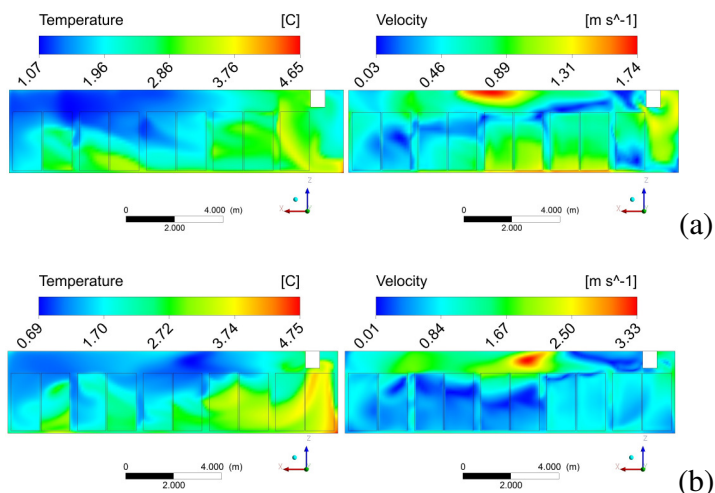 Temperature [C]
1.07 1.96 2.86 3.76 4.65
Velocity [m s^-1]
0.03 0.46 0.89 1.31 1.74
Z
X
0 4.000 (m)
2.000
Z
X
0 4.000 (m)
2.000
(a)
Temperature [C]
0.69 1.70 2.72 3.74 4.75
Velocity [m s^-1]
0.01 0.84 1.67 2.50 3.33
Z
X
0 4.000 (m)
2.000
Z
X
0 4.000 (m)
2.000
(b)